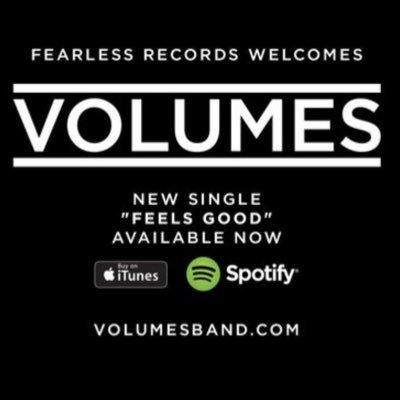 FEARLESS RECORDS WELCOMES
VOLUMES
NEW SINGLE
"FEELS GOOD"
AVAILABLE NOW
Buy on
iTunes
Spotify®
VOLUMESBAND.COM